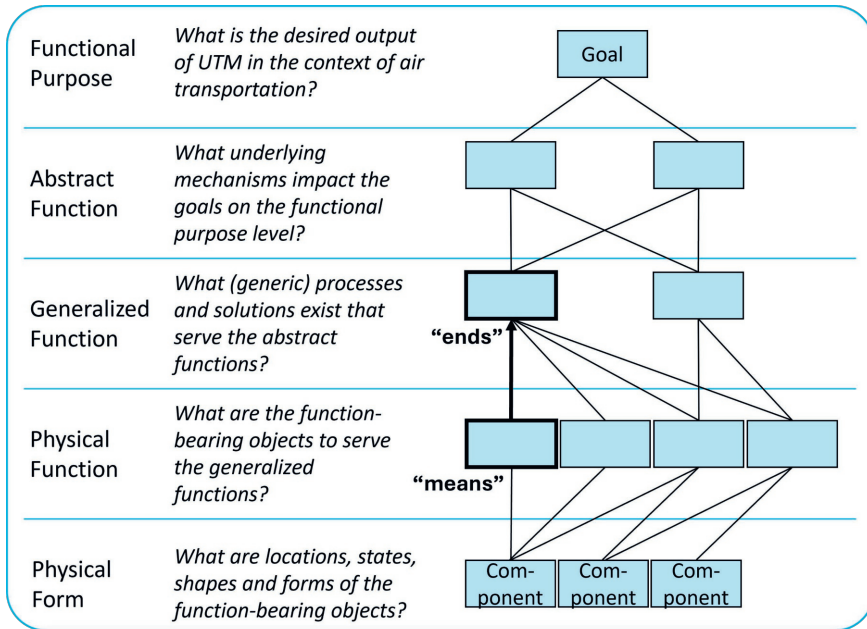 Functional
Purpose
What is the desired output
of UTM in the context of air
transportation?
Goal
Abstract
Function
What underlying
mechanisms impact the
goals on the functional
purpose level?
Generalized
Function
What (generic) processes
and solutions exist that
serve the abstract
functions?
“ends”
Physical
Function
What are the function-
bearing objects to serve
the generalized
functions?
“means”
Physical
Form
What are locations, states,
shapes and forms of the
function-bearing objects?
Com-
ponent
Com-
ponent
Com-
ponent